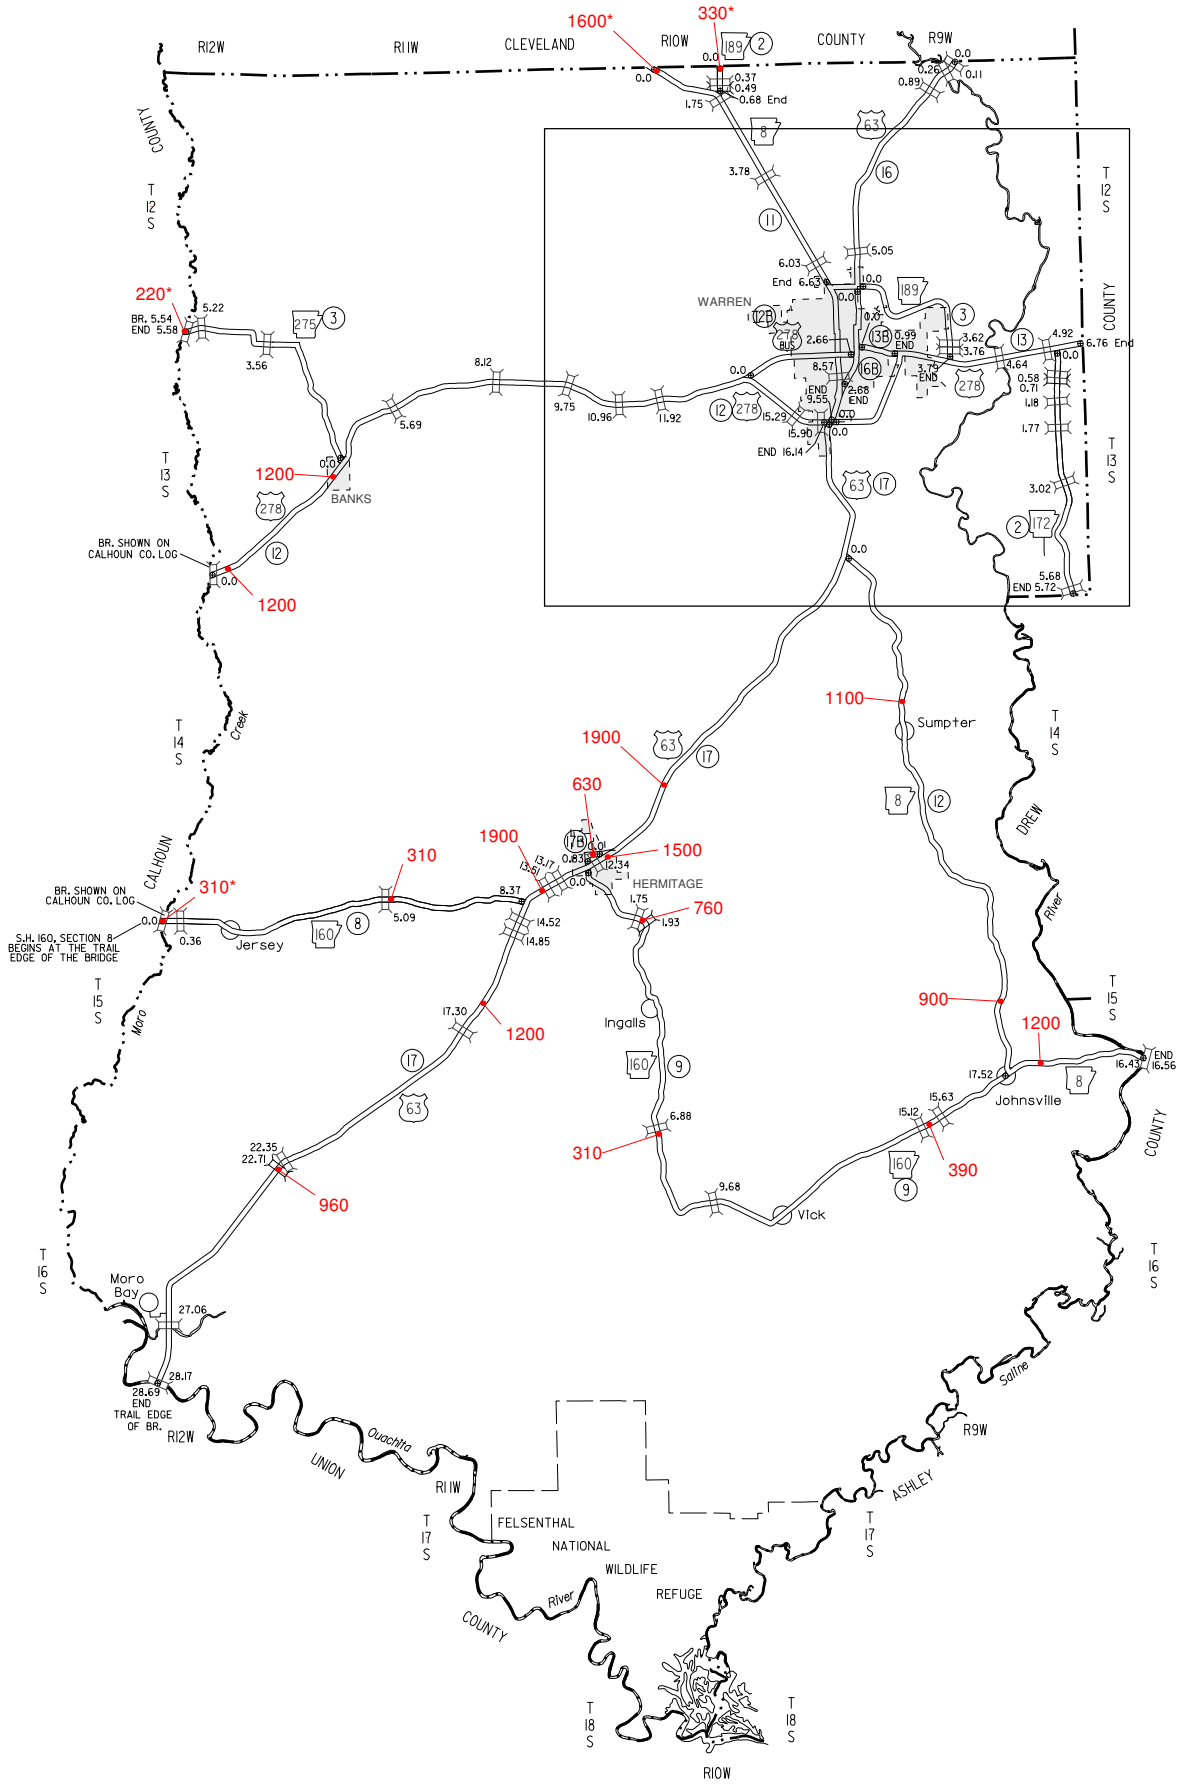 1600*
330*
R12W
R11W
CLEVELAND
R10W
189
2
COUNTY
R9W
0.0
0.0
0.0
0.26
0.11
0.89
0.37
0.49
0.68 End
1.75
8
63
COUNTY
T
12
S
3.78
16
T
12
S
11
6.03
5.05
End 6.63
0.0
0.0
189
WARREN
12B
0.0
3
COUNTY
220*
5.22
BR. 5.54
END 5.58
275
3
3.56
278
BUS
2.66
13B
0.99
END
3.62
3.76
13
4.92
6.76 End
0.0
8.12
8.57
16B
3.79
END
278
4.64
0.58
0.71
1.18
0.0
END
9.55
2.68
END
9.75
10.96
11.92
12
278
15.29
5.69
15.90
0.0
0.0
1.77
END 16.14
T
13
S
T
13
S
0.0
1200
BANKS
278
63
17
3.02
2
172
BR. SHOWN ON
CALHOUN CO. LOG
12
0.0
0.0
5.68
END 5.72
1200
1100
Sumpter
T
14
S
T
14
S
Creek
1900
63
17
630
8
12
DREW
1900
17B
0.0
0.83
1500
12.34
13.17
13.51
0.0
CALHOUN
310
HERMITAGE
BR. SHOWN ON
CALHOUN CO. LOG
310*
8.37
1.75
760
1.93
0.0
S.H. 160, SECTION 8
BEGINS AT THE TRAIL
EDGE OF THE BRIDGE
0.36
Jersey
160
8
5.09
14.52
14.85
River
T
15
S
T
15
S
Moro
17.30
1200
Ingalls
900
1200
17
63
160
9
END
16.43
16.56
17.52
8
Johnsville
15.63
15.12
6.88
310
390
COUNTY
22.35
22.71
960
160
9
9.68
Vick
T
16
S
T
16
S
Moro
Bay
27.06
28.17
28.69
END
TRAIL EDGE
OF BR.
Saline
R12W
Ouachita
UNION
R9W
R11W
ASHLEY
T
17
S
T
17
S
FELSENTHAL
NATIONAL
WILDLIFE
REFUGE
River
COUNTY
T
18
S
T
18
S
R10W